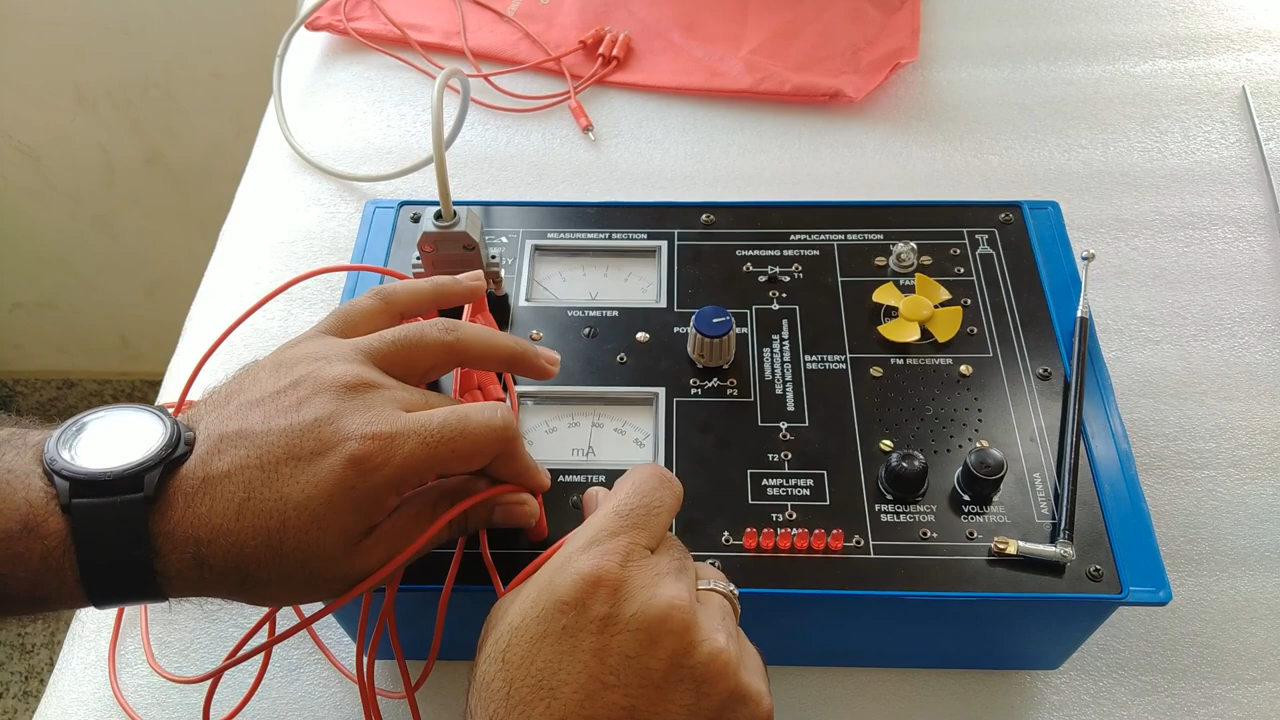 MEASUREMENT SECTION
APPLICATION SECTION
CHARGING SECTION
T1
+
V
VOLTMETER
FAN
UNIROSS
RECHARGEABLE
800MAh NICD R6/AA 48mm
BATTERY
SECTION
FM RECEIVER
P1
P2
0
100
200
300
400
500
mA
AMMETER
-
T2
AMPLIFIER
SECTION
T3
+
-
FREQUENCY
SELECTOR
VOLUME
CONTROL
+
-
ANTENNA